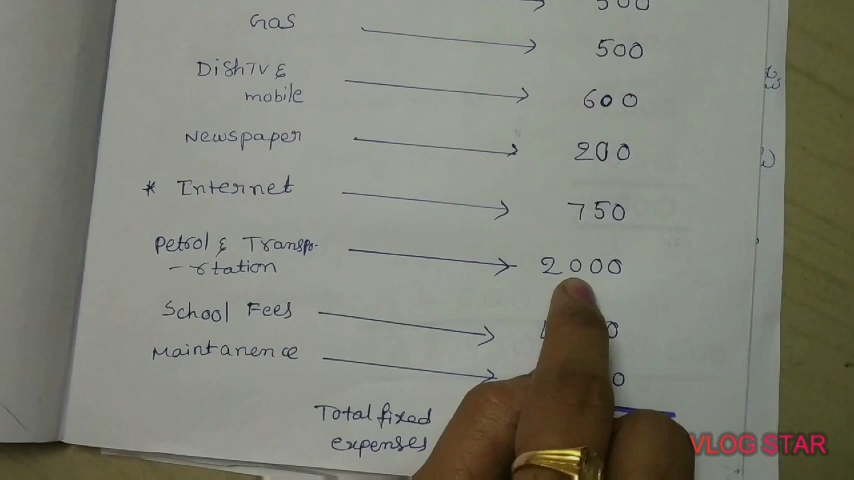 500
Gas 500
DishTV &
mobile 600
Newspaper 200
* Internet 750
Petrol & Transpo-
-rtation 2000
School Fees
Maintanence
Total fixed
expenses
VLOG STAR